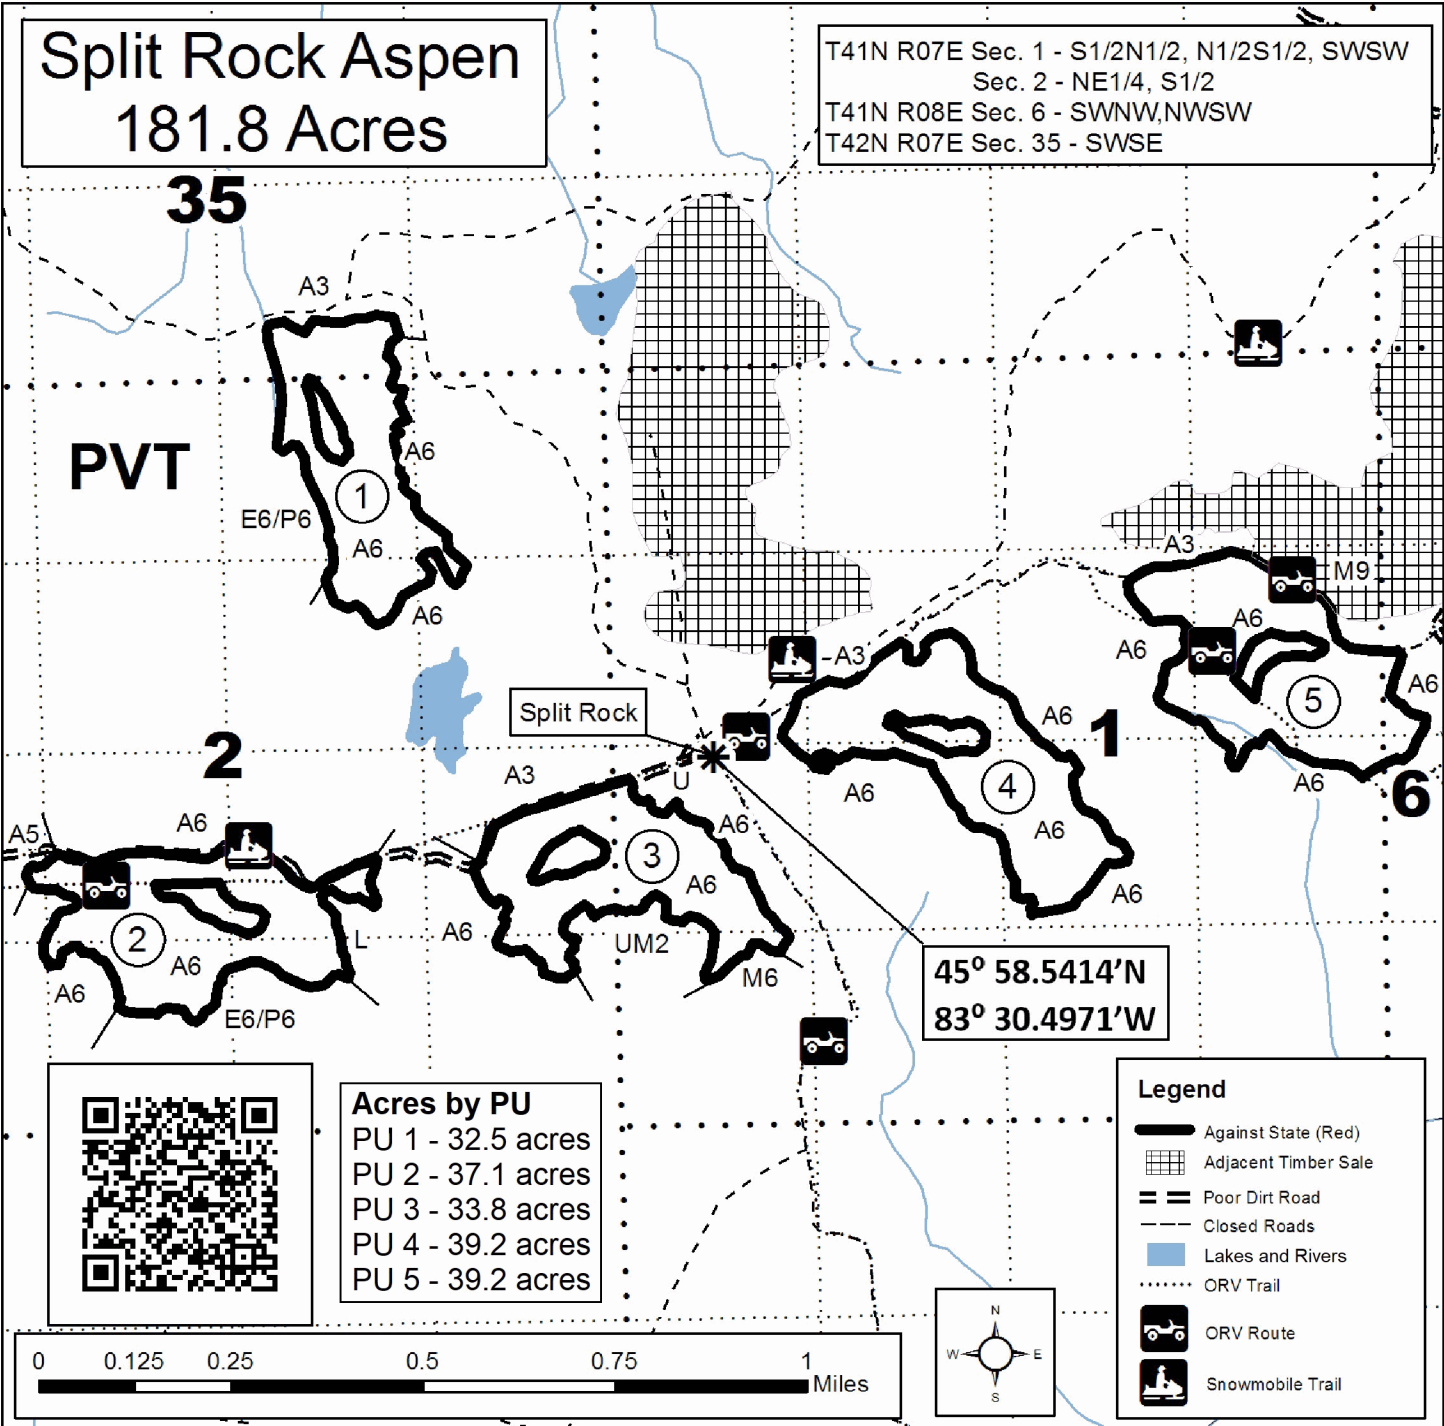 Split Rock Aspen
181.8 Acres
T41N R07E Sec. 1 - S1/2N1/2, N1/2S1/2, SWSW
Sec. 2 - NE1/4, S1/2
T41N R08E Sec. 6 - SWNW,NWSW
T42N R07E Sec. 35 - SWSE
35
A3
PVT
A6
1
E6/P6
A6
A6
A3
M9
A6
A6
A6
5
-A3
Split Rock
A6
1
2
A3
U
A6
4
A6
6
A5
A6
A6
3
A6
A6
A6
2
A6
L
A6
UM2
M6
A6
E6/P6
45º 58.5414’N
83º 30.4971’W
Acres by PU
PU 1 - 32.5 acres
PU 2 - 37.1 acres
PU 3 - 33.8 acres
PU 4 - 39.2 acres
PU 5 - 39.2 acres
Legend
Against State (Red)
Adjacent Timber Sale
Poor Dirt Road
Closed Roads
Lakes and Rivers
ORV Trail
ORV Route
Snowmobile Trail
N
W E
S
0 0.125 0.25 0.5 0.75 1
Miles